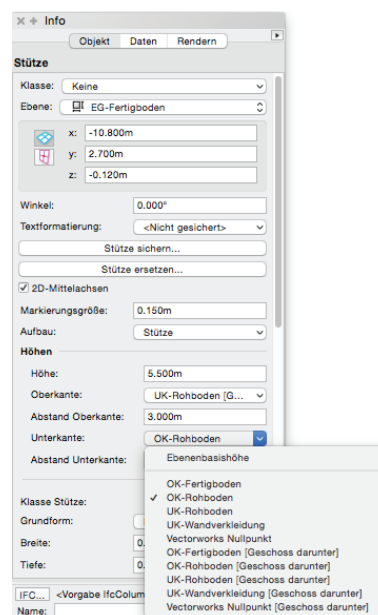 Info
Objekt Daten Rendern
Stütze
Klasse: Keine
Ebene: EG-Fertigboden
x: -10.800m
y: 2.700m
z: -0.120m
Winkel: 0.000°
Textformatierung: <Nicht gesichert>
Stütze sichern...
Stütze ersetzen...
2D-Mittelachsen
Markierungsgröße: 0.150m
Aufbau: Stütze
Höhen
Höhe: 5.500m
Oberkante: UK-Rohboden [G...
Abstand Oberkante: 3.000m
Unterkante: OK-Rohboden
Abstand Unterkante:
Ebenenbasishöhe
OK-Fertigboden
Klasse Stütze: ✓ OK-Rohboden
UK-Rohboden
Grundform: UK-Wandverkleidung
Vectorworks Nullpunkt
Breite: 0. OK-Fertigboden [Geschoss darunter]
OK-Rohboden [Geschoss darunter]
Tiefe: 0. UK-Rohboden [Geschoss darunter]
UK-Wandverkleidung [Geschoss darunter]
IFC... <Vorgabe IfcColum
Vectorworks Nullpunkt [Geschoss darunter]
Name: